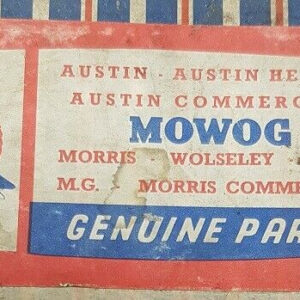 AUSTIN · AUSTIN HE
AUSTIN COMMERC
MOWOG
MORRIS WOLSELEY
M.G. MORRIS COMME
GENUINE PAR